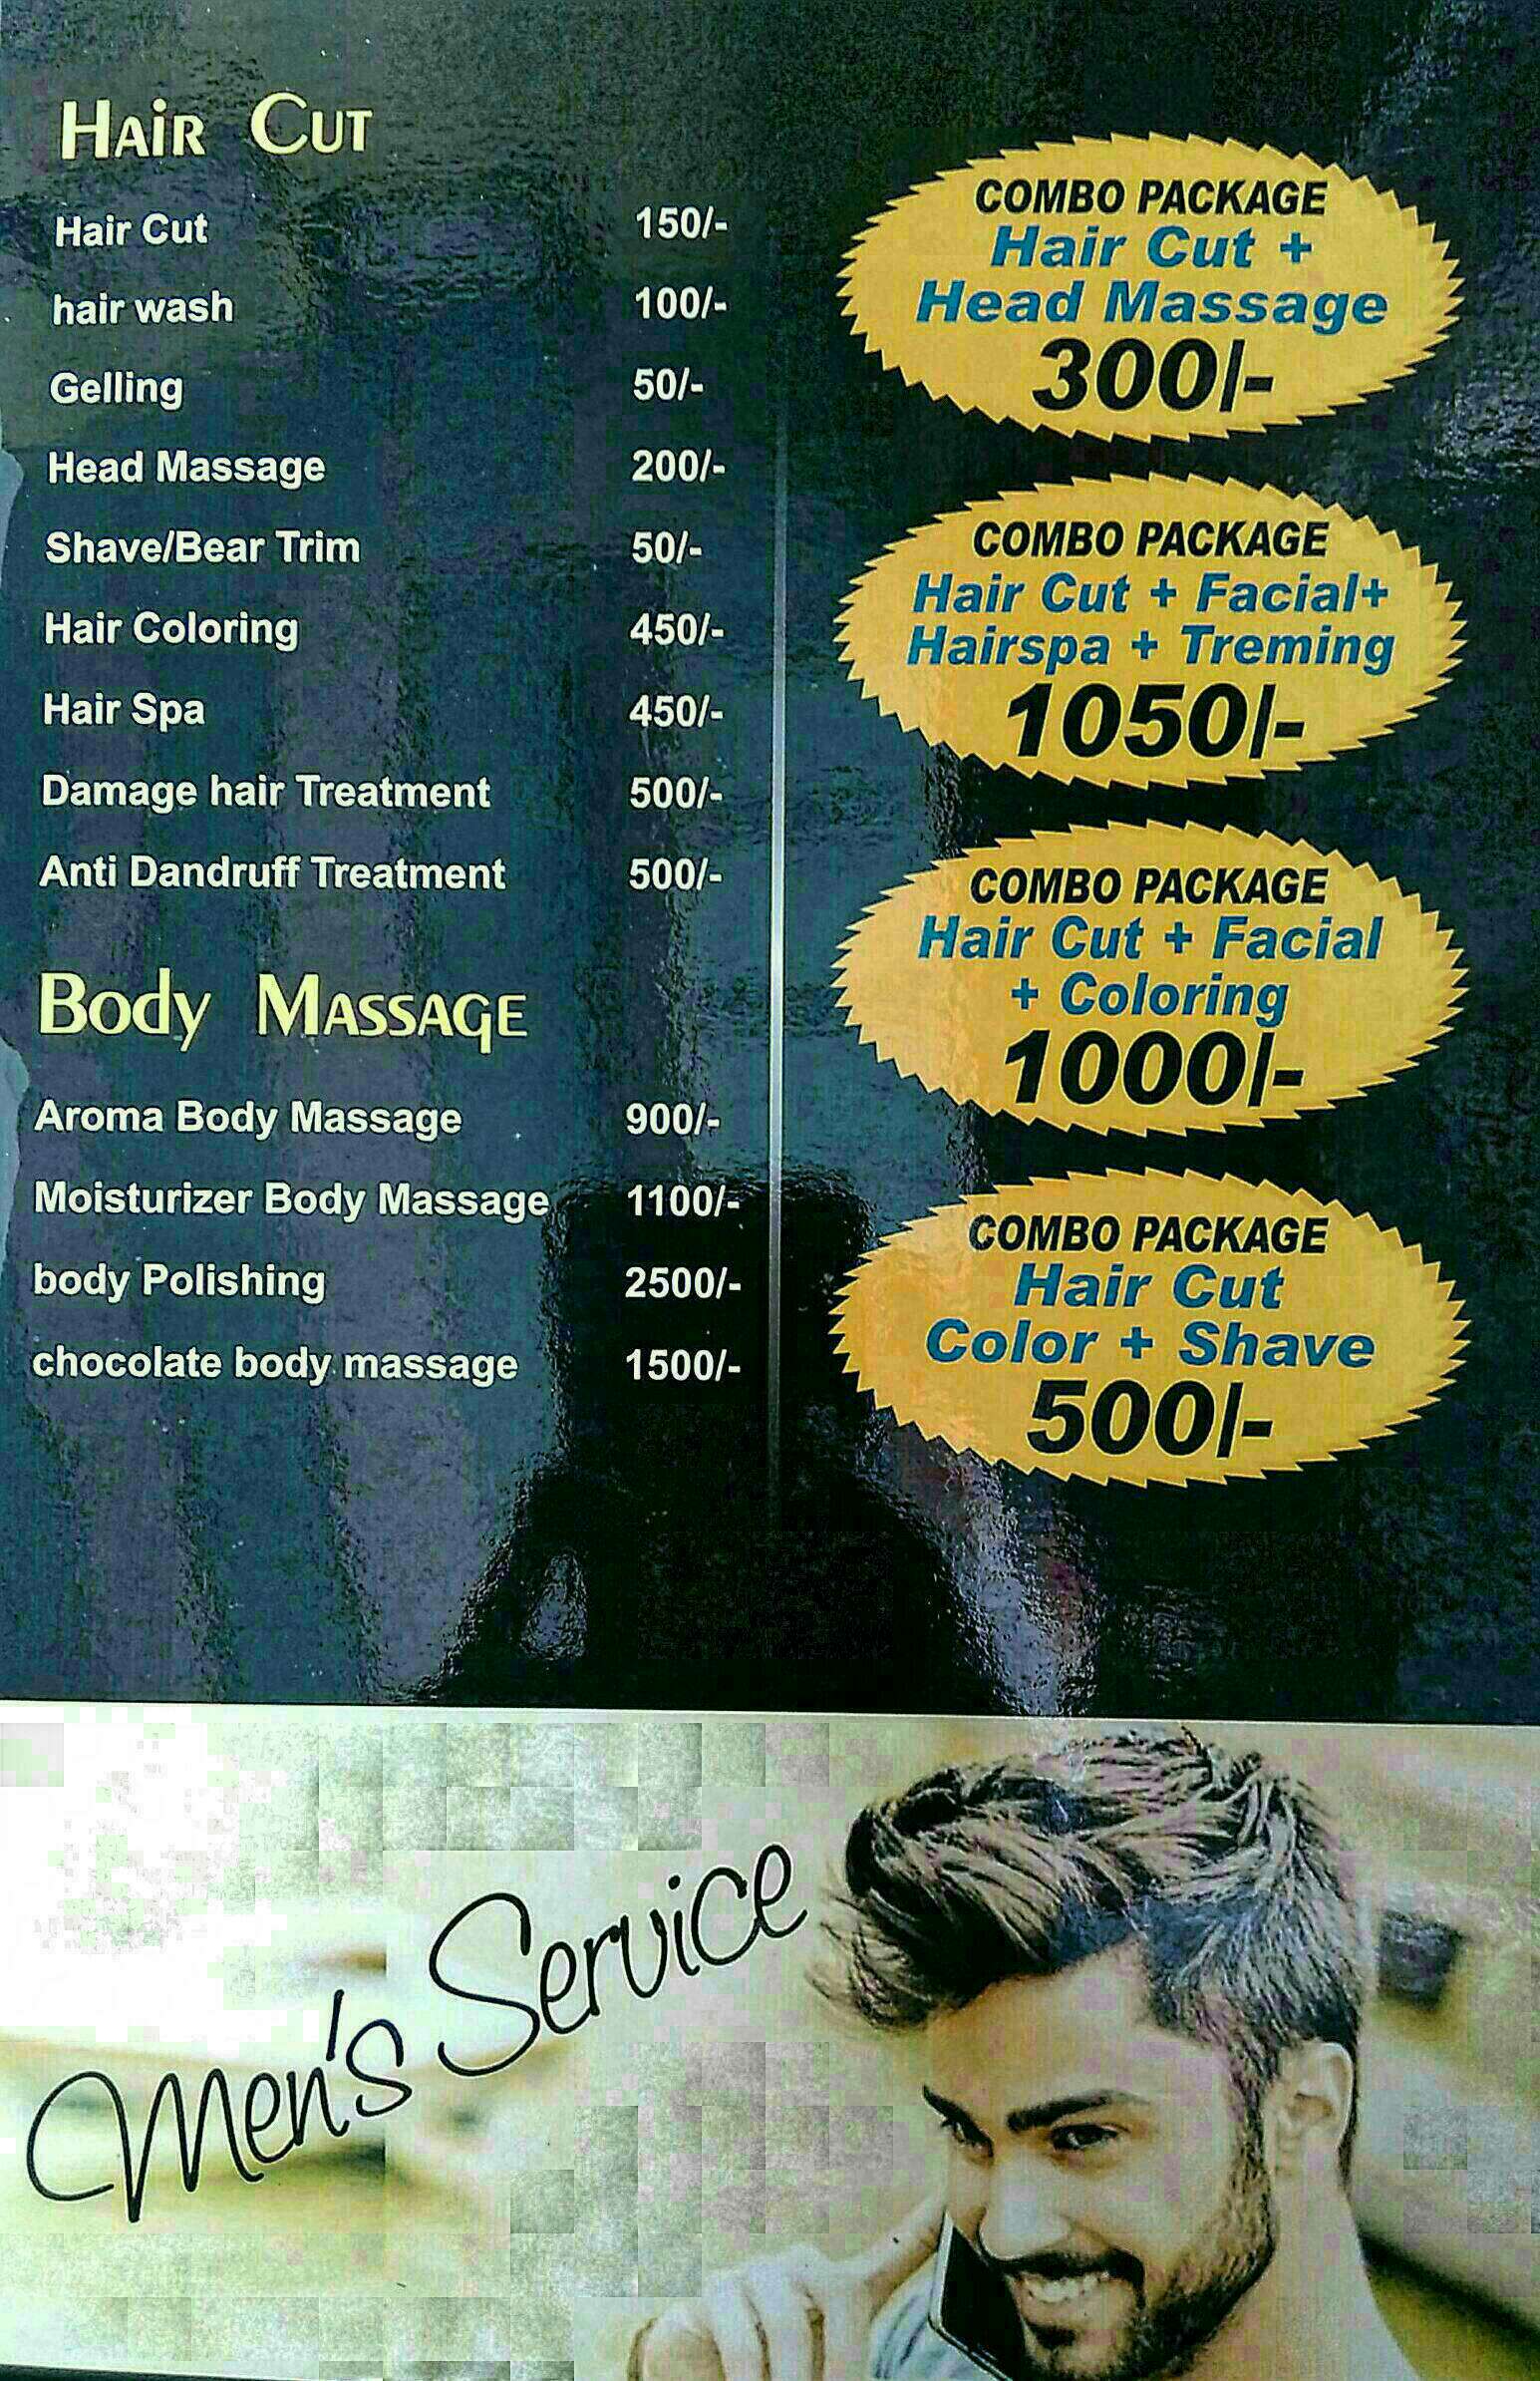 Hair Cut
Hair Cut 150/-
hair wash 100/-
Gelling 50/-
Head Massage 200/-
Shave/Bear Trim 50/-
Hair Coloring 450/-
Hair Spa 450/-
Damage hair Treatment 500/-
Anti Dandruff Treatment 500/-
Body Massage
Aroma Body Massage 900/-
Moisturizer Body Massage 1100/-
body Polishing 2500/-
chocolate body massage 1500/-
COMBO PACKAGE
Hair Cut +
Head Massage
300/-
COMBO PACKAGE
Hair Cut + Facial+
Hairspa + Treming
1050/-
COMBO PACKAGE
Hair Cut + Facial
+ Coloring
1000/-
COMBO PACKAGE
Hair Cut
Color + Shave
500/-
Men's Service